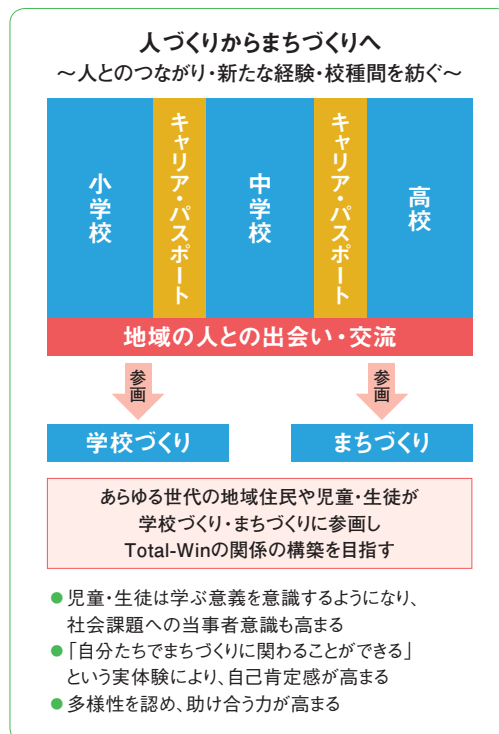 人づくりからまちづくりへ
〜人とのつながり・新たな経験・校種間を紡ぐ〜
小学校
キャリア・パスポート
中学校
キャリア・パスポート
高校
地域の人との出会い・交流
参画
参画
学校づくり
まちづくり
あらゆる世代の地域住民や児童・生徒が
学校づくり・まちづくりに参画し
Total-Winの関係の構築を目指す
●児童・生徒は学ぶ意義を意識するようになり、
社会課題への当事者意識も高まる
●「自分たちでまちづくりに関わることができる」
という実体験により、自己肯定感が高まる
●多様性を認め、助け合う力が高まる